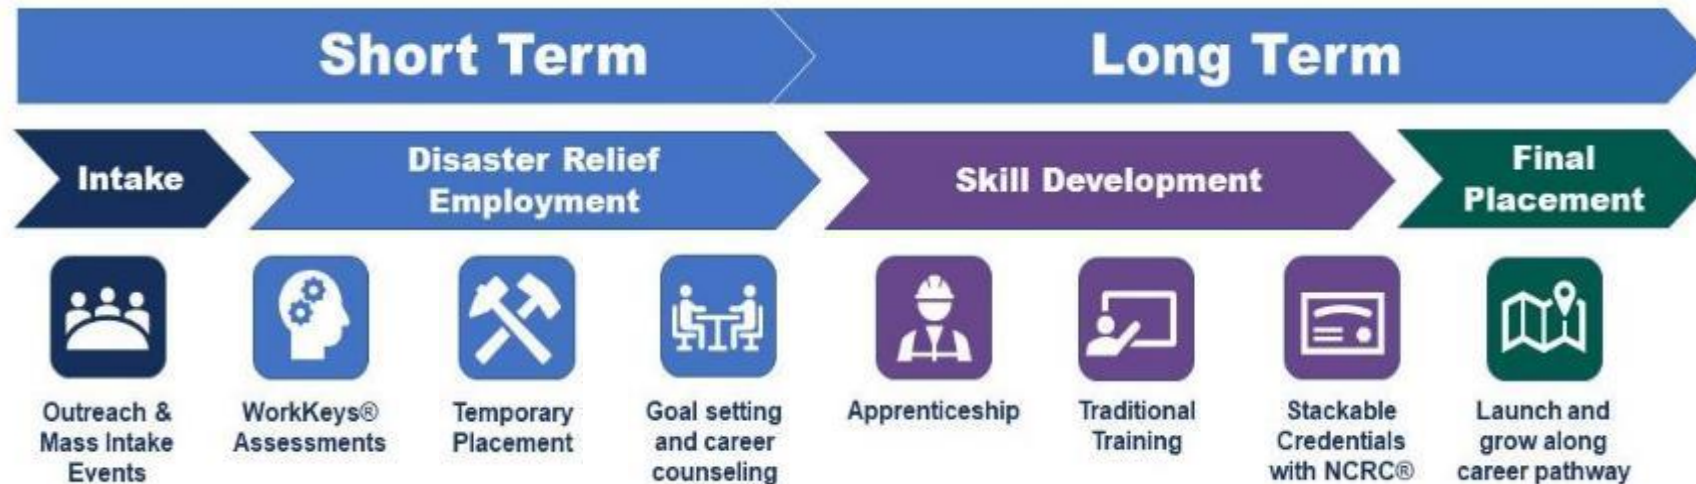 Short Term
Long Term
Intake
Disaster Relief
Employment
Skill Development
Final
Placement
Outreach &
Mass Intake
Events
WorkKeys®
Assessments
Temporary
Placement
Goal setting
and career
counseling
Apprenticeship
Traditional
Training
Stackable
Credentials
with NCRC®
Launch and
grow along
career pathway